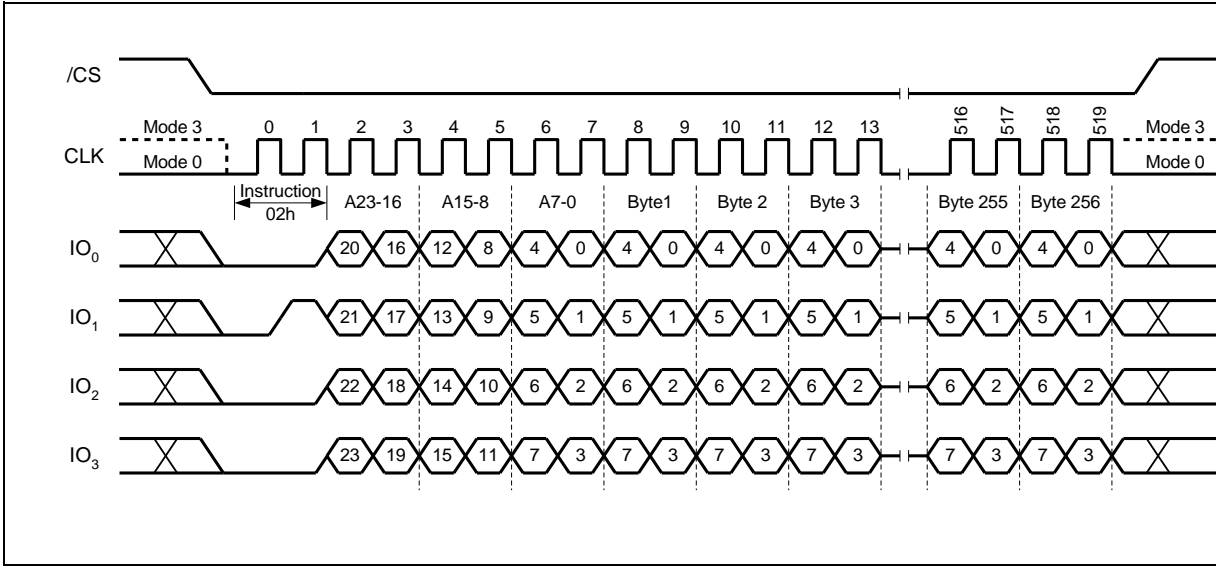 /CS
Mode 3 0 1 2 3 4 5 6 7 8 9 10 11 12 13 516 517 518 519 Mode 3
CLK Mode 0 Mode 0
Instruction
02h A23-16 A15-8 A7-0 Byte1 Byte 2 Byte 3 Byte 255 Byte 256
IO0 20 16 12 8 4 0 4 0 4 0 4 0 4 0 4 0
IO1 21 17 13 9 5 1 5 1 5 1 5 1 5 1 5 1
IO2 22 18 14 10 6 2 6 2 6 2 6 2 6 2 6 2
IO3 23 19 15 11 7 3 7 3 7 3 7 3 7 3 7 3